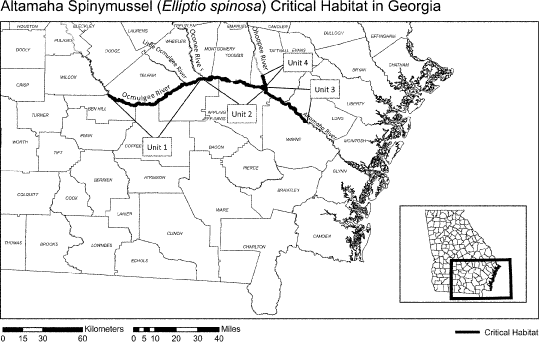 Altamaha Spinymussel (Elliptio spinosa) Critical Habitat in Georgia
HOUSTON
BLECKLEY
LAURENS
TREUTLEN
CANDLER
BULLOCH
EFFINGHAM
DOOLY
PULASKI
DODGE
WHEELER
MONTGOMERY
TOOMBS
TATTNALL
EVANS
BRYAN
CHATHAM
Little Ocmulgee River
Oconee River
Ohoopee River
Unit 4
CRISP
WILCOX
TELFAIR
Ocmulgee River
Unit 3
LIBERTY
BEN HILL
Unit 2
APPLING
JEFF DAVIS
Altamaha River
LONG
TURNER
IRWIN
COFFEE
Unit 1
BACON
WAYNE
MCINTOSH
WORTH
TIFT
PIERCE
GLYNN
BERRIEN
ATKINSON
BRANTLEY
COLQUITT
COOK
LANIER
WARE
CAMDEN
CLINCH
CHARLTON
THOMAS
BROOKS
LOWNDES
ECHOLS
Kilometers
0 15 30 60
Miles
0 5 10 20 30 40
Critical Habitat